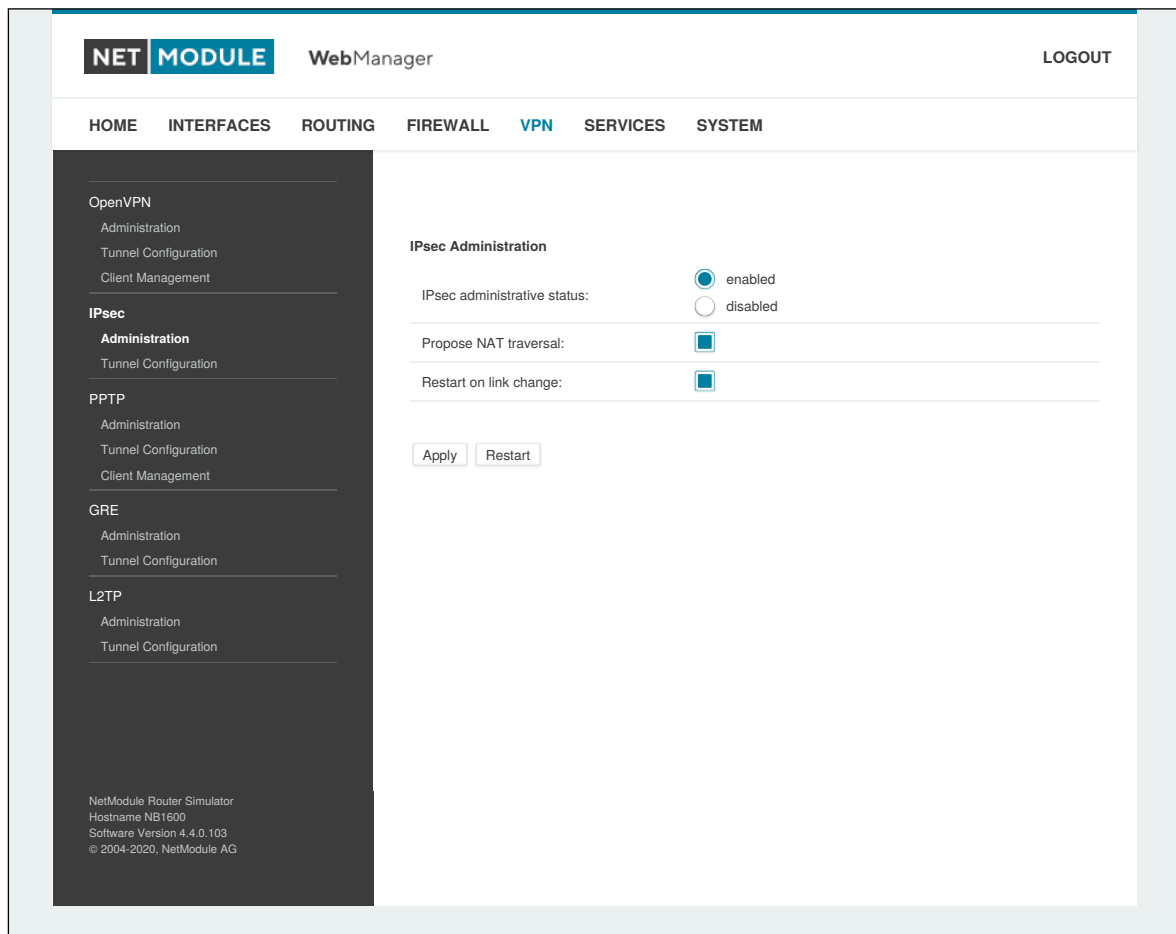 NET MODULE WebManager LOGOUT
HOME INTERFACES ROUTING FIREWALL VPN SERVICES SYSTEM
OpenVPN
Administration
Tunnel Configuration
Client Management
IPsec
Administration
Tunnel Configuration
PPTP
Administration
Tunnel Configuration
Client Management
GRE
Administration
Tunnel Configuration
L2TP
Administration
Tunnel Configuration
NetModule Router Simulator
Hostname NB1600
Software Version 4.4.0.103
© 2004-2020, NetModule AG
IPsec Administration
IPsec administrative status:
enabled
disabled
Propose NAT traversal:
Restart on link change:
Apply Restart